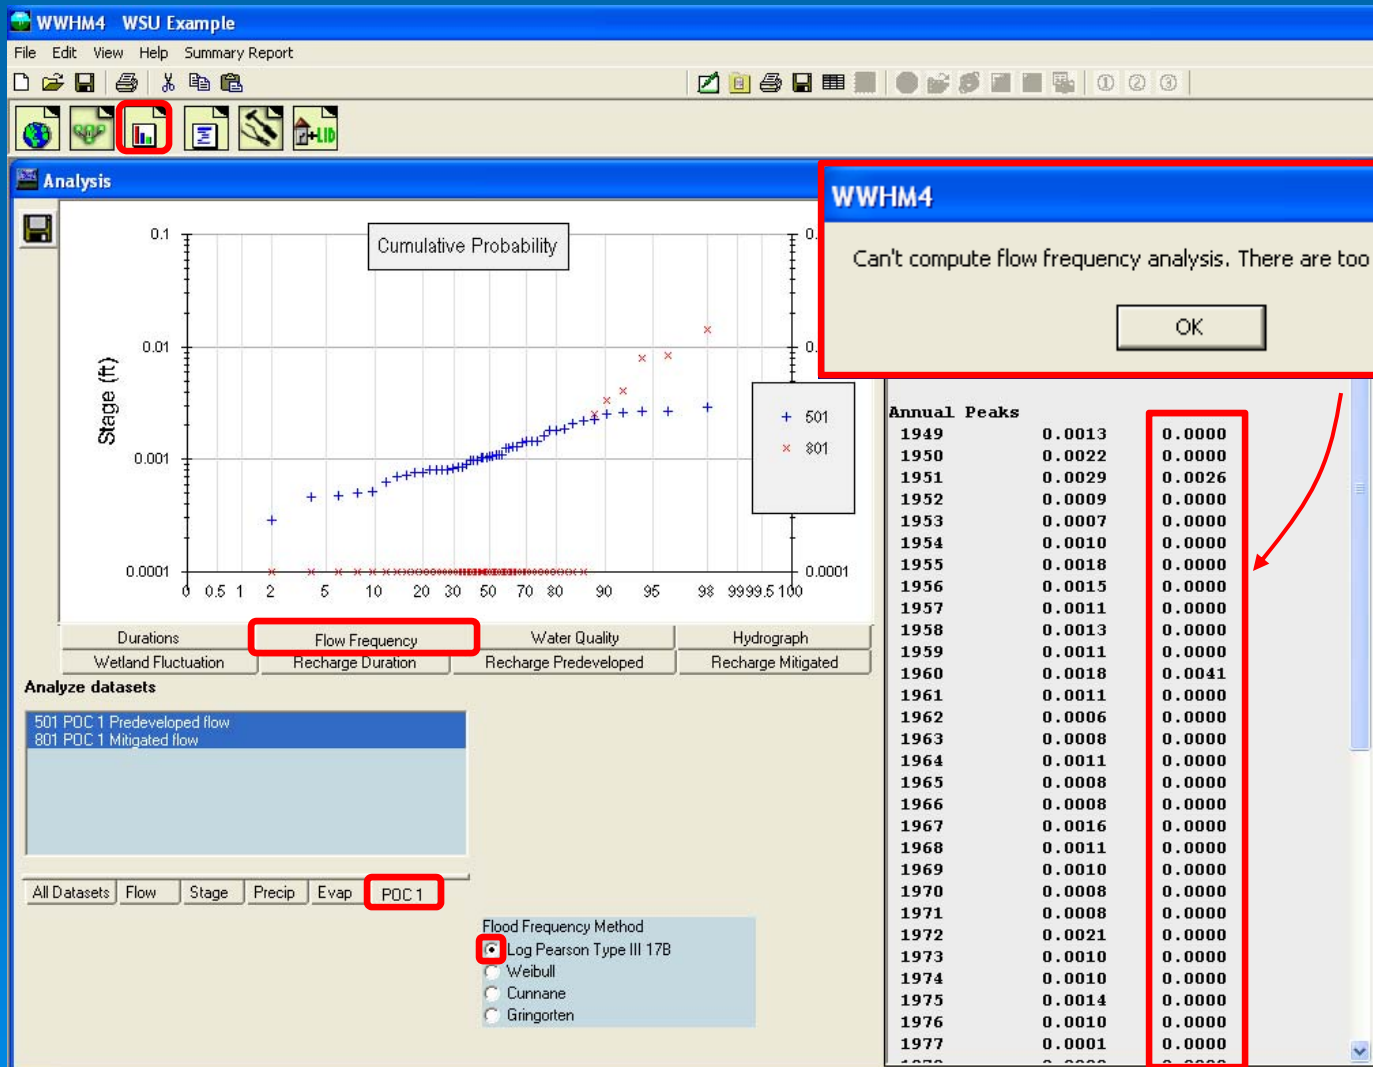 WWHM4 WSU Example
File Edit View Help Summary Report
① ② ③
+LID
Analysis
Cumulative Probability
Stage (ft)
0.1
0.01
0.001
0.0001
0.
0.
0.0001
0 0.5 1 2 5 10 20 30 50 70 80 90 95 98 99 99.5 100
+ 501
× 801
Durations Flow Frequency Water Quality Hydrograph
Wetland Fluctuation Recharge Duration Recharge Predeveloped Recharge Mitigated
Analyze datasets
501 POC 1 Predeveloped flow
801 POC 1 Mitigated flow
All Datasets Flow Stage Precip Evap POC 1
Flood Frequency Method
Log Pearson Type III 17B
Weibull
Cunnane
Gringorten
WWHM4
Can't compute flow frequency analysis. There are too
OK
Annual Peaks
1949 0.0013 0.0000
1950 0.0022 0.0000
1951 0.0029 0.0026
1952 0.0009 0.0000
1953 0.0007 0.0000
1954 0.0010 0.0000
1955 0.0018 0.0000
1956 0.0015 0.0000
1957 0.0011 0.0000
1958 0.0013 0.0000
1959 0.0011 0.0000
1960 0.0018 0.0041
1961 0.0011 0.0000
1962 0.0006 0.0000
1963 0.0008 0.0000
1964 0.0011 0.0000
1965 0.0008 0.0000
1966 0.0008 0.0000
1967 0.0016 0.0000
1968 0.0011 0.0000
1969 0.0010 0.0000
1970 0.0008 0.0000
1971 0.0008 0.0000
1972 0.0021 0.0000
1973 0.0010 0.0000
1974 0.0010 0.0000
1975 0.0014 0.0000
1976 0.0010 0.0000
1977 0.0001 0.0000